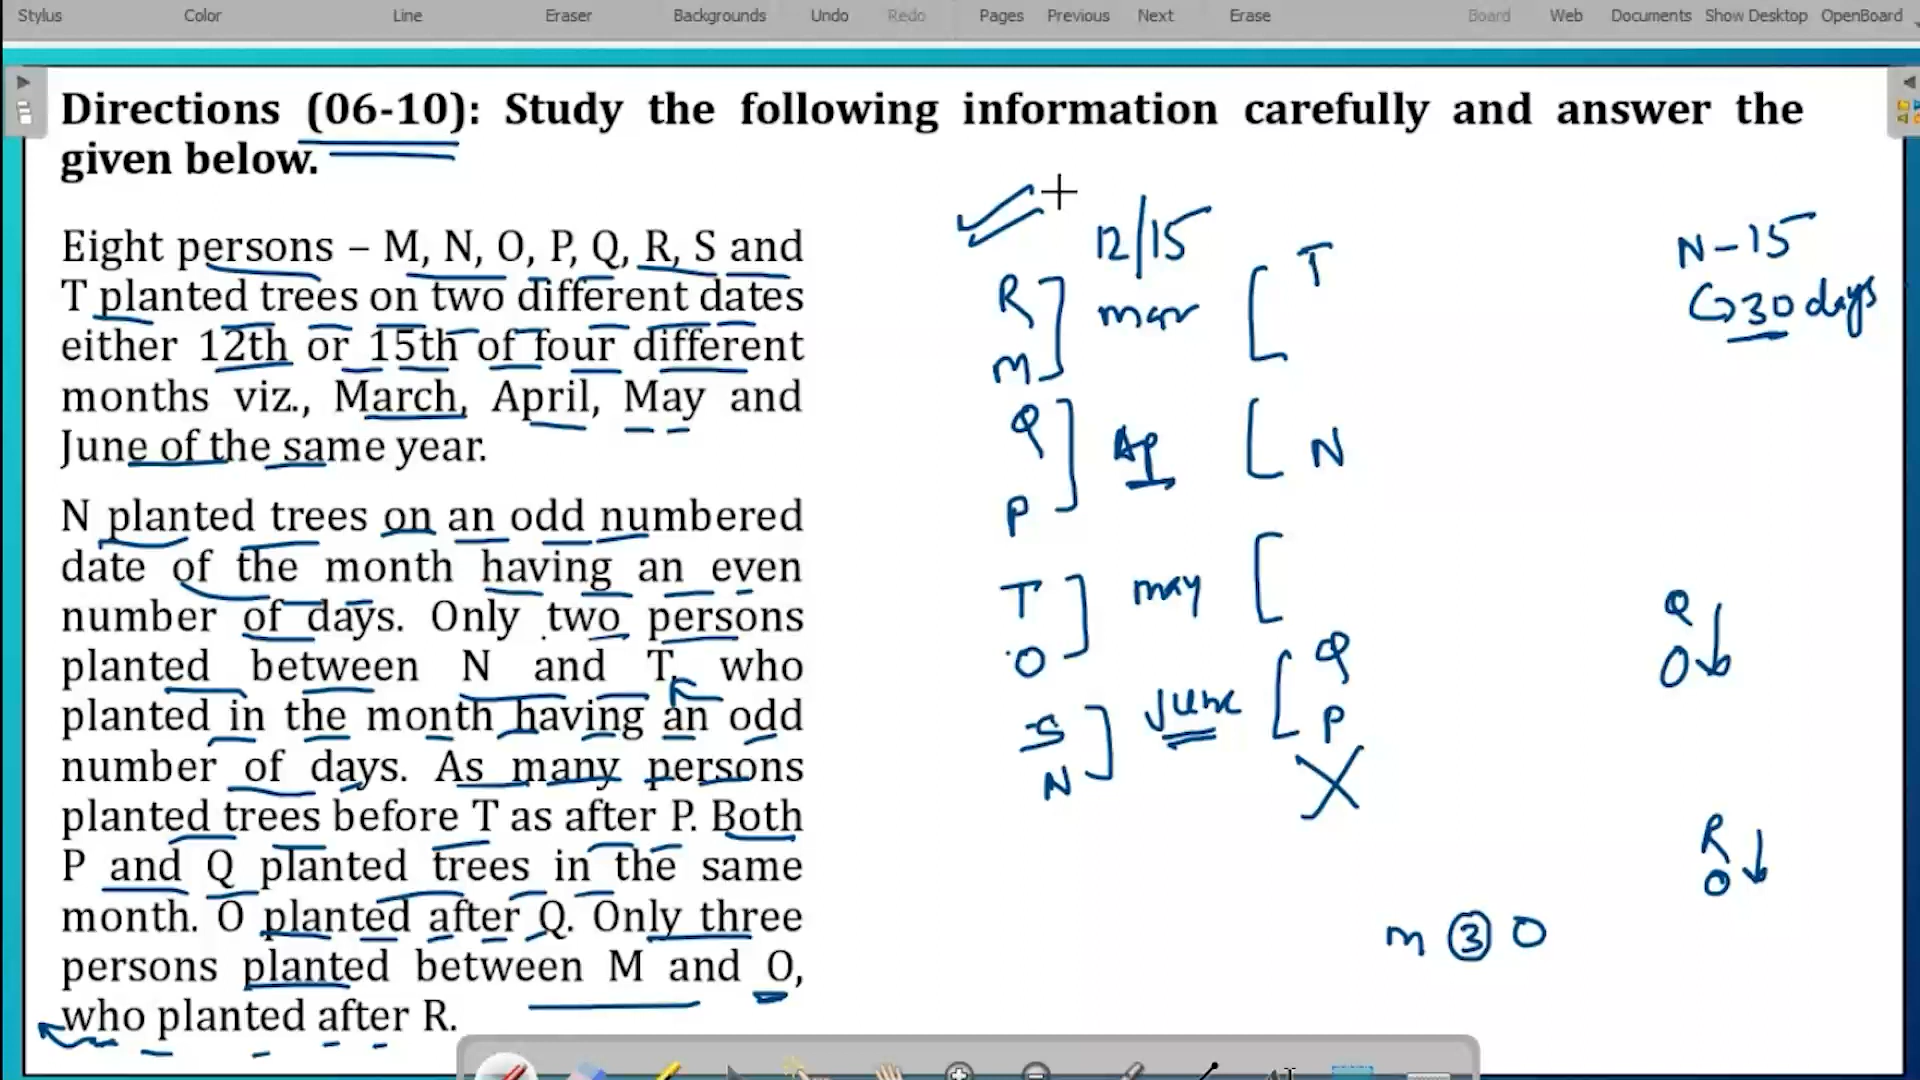 Stylus Color Line Eraser Backgrounds Undo Redo Pages Previous Next Erase Board Web Documents Show Desktop OpenBoard
Directions (06-10): Study the following information carefully and answer the
given below.
Eight persons – M, N, O, P, Q, R, S and
T planted trees on two different dates
either 12th or 15th of four different
months viz., March, April, May and
June of the same year.
N planted trees on an odd numbered
date of the month having an even
number of days. Only two persons
planted between N and T, who
planted in the month having an odd
number of days. As many persons
planted trees before T as after P. Both
P and Q planted trees in the same
month. O planted after Q. Only three
persons planted between M and O,
who planted after R.
12/15
R
M
mar
T
Q
P
Ap
N
T
O
may
S
N
June
Q
P
X
N - 15
30 days
Q
O
R
O
m 3 O